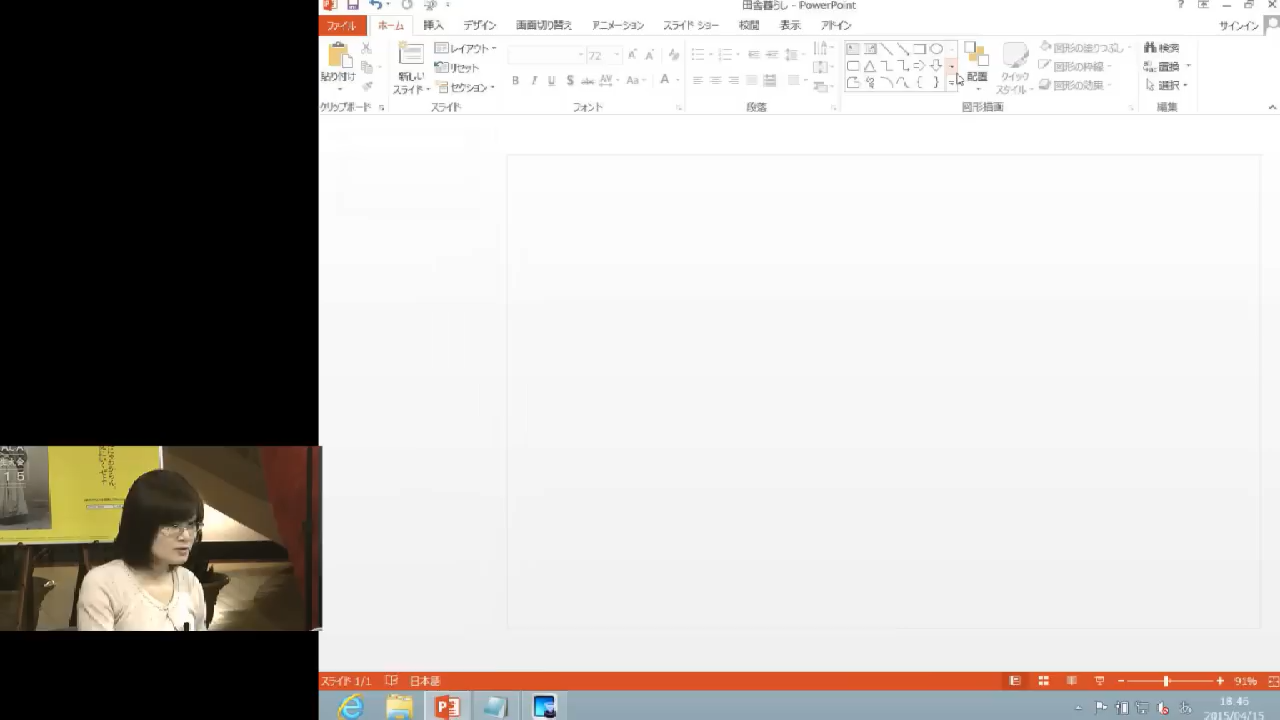 田舎暮らし - PowerPoint
ファイル
ホーム
挿入
デザイン
画面切り替え
アニメーション
スライド ショー
校閲
表示
アドイン
サインイン
貼り付け
新しい
スライド
レイアウト
リセット
セクション
72
B I U S abc AV Aa A
配置
クイック
スタイル
図形の塗りつぶし
図形の枠線
図形の効果
検索
置換
選択
クリップボード
スライド
フォント
段落
図形描画
編集
15
スライド 1/1
日本語
91%
18:46
2015/04/15